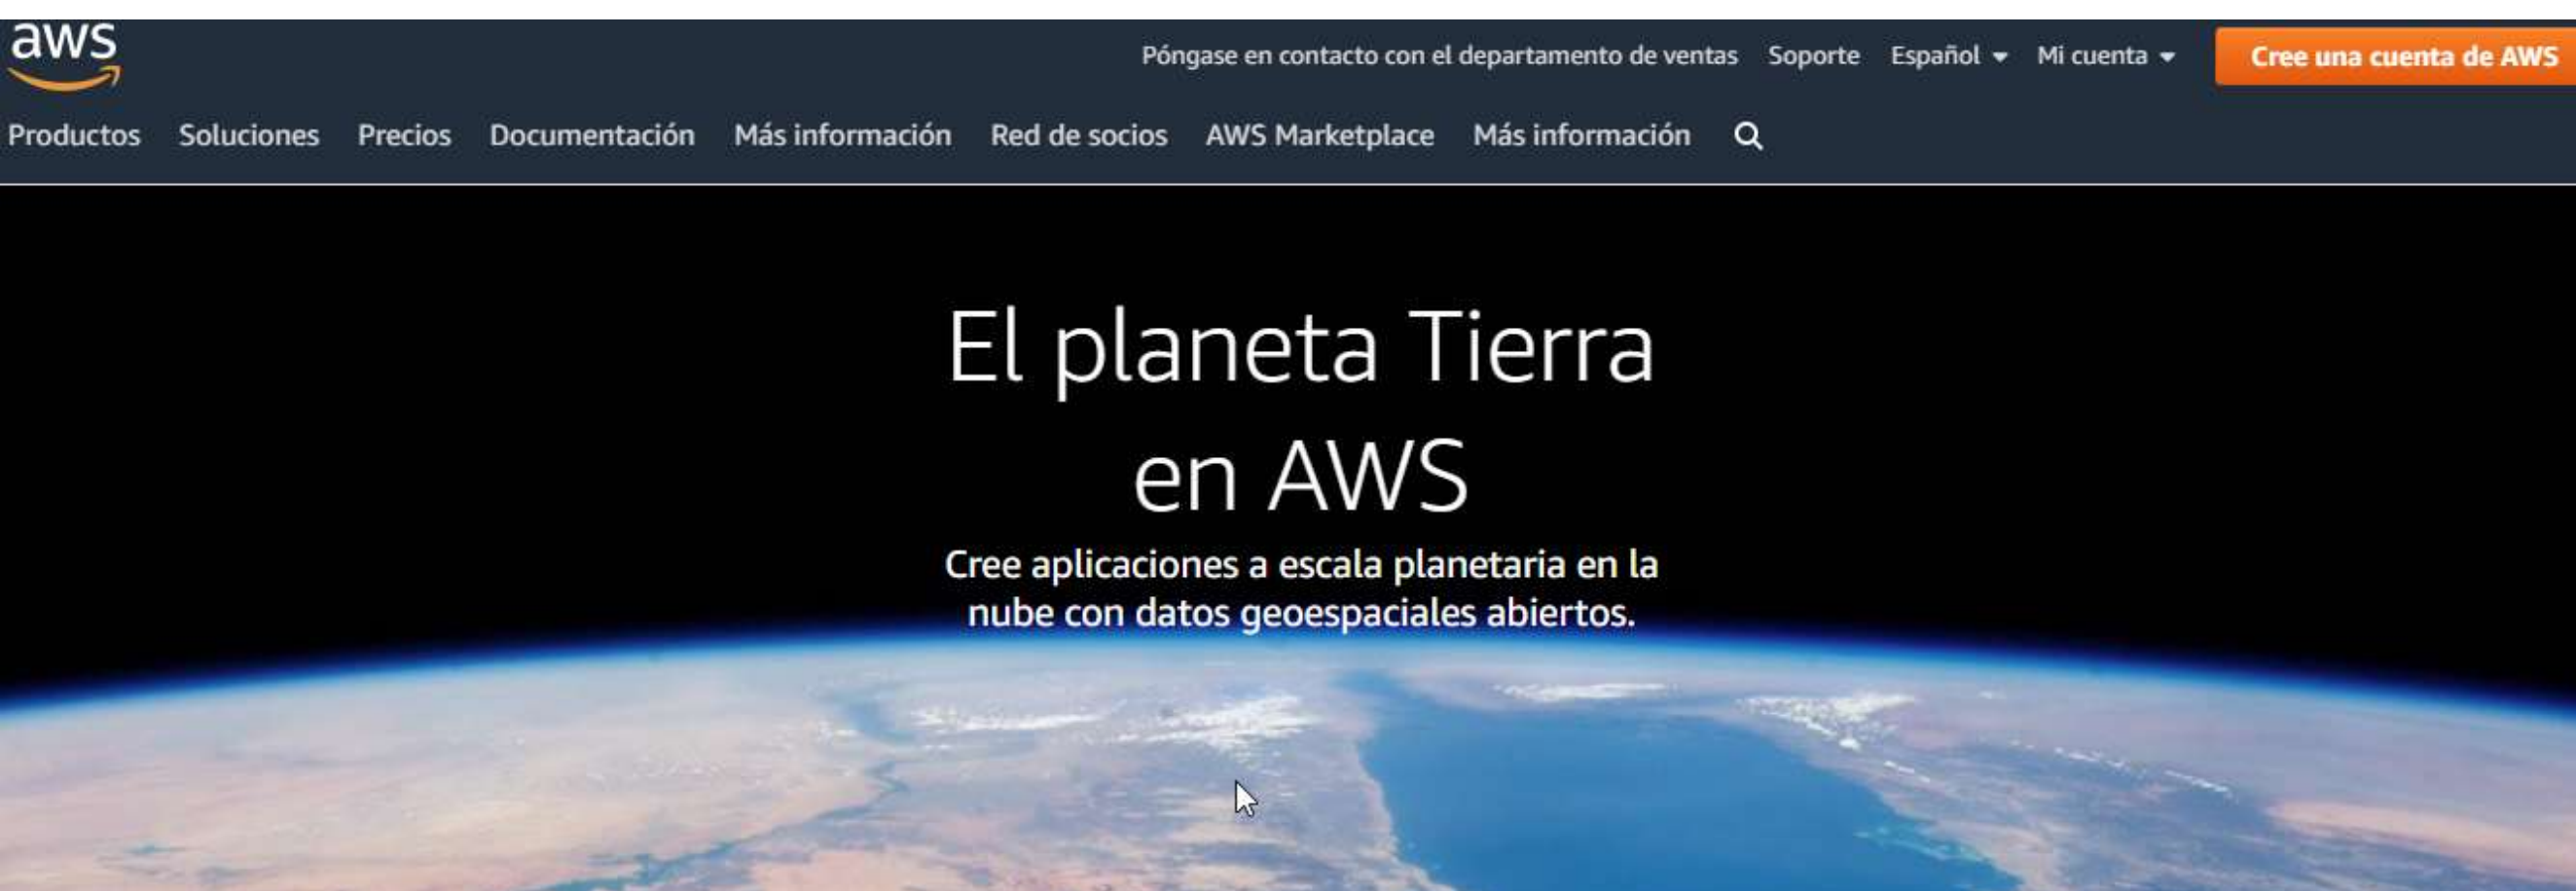 aws
Póngase en contacto con el departamento de ventas Soporte Español Mi cuenta Cree una cuenta de AWS
Productos Soluciones Precios Documentación Más información Red de socios AWS Marketplace Más información
El planeta Tierra
en AWS
Cree aplicaciones a escala planetaria en la
nube con datos geoespaciales abiertos.